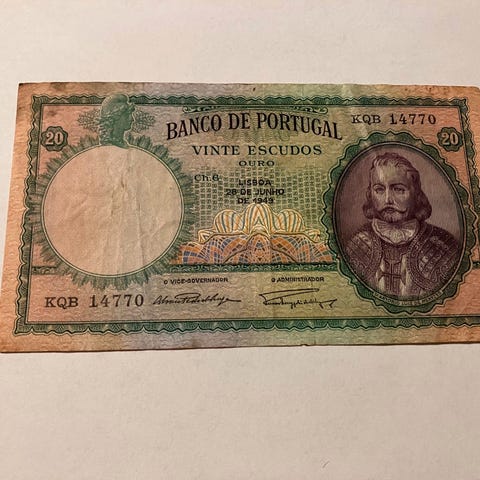 BANCO DE PORTUGAL
KQB 14770
20
20
VINTE ESCUDOS
OURO
Ch. 6
LISBOA
28 DE JUNHO
DE 1949
O VICE-GOVERNADOR
O ADMINISTRADOR
KQB 14770